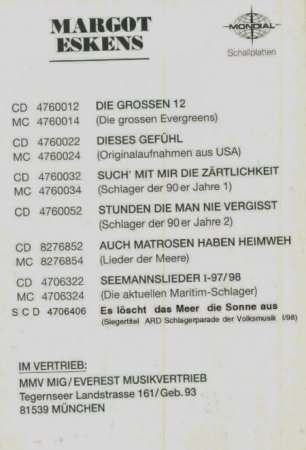 MARGOT
ESKENS
MONDIAL
Schallplatten
CD 4760012 DIE GROSSEN 12
MC 4760014 (Die grossen Evergreens)
CD 4760022 DIESES GEFÜHL
MC 4760024 (Originalaufnahmen aus USA)
CD 4760032 SUCH' MIT MIR DIE ZÄRTLICHKEIT
MC 4760034 (Schlager der 90er Jahre 1)
CD 4760052 STUNDEN DIE MAN NIE VERGISST
(Schlager der 90er Jahre 2)
CD 8276852 AUCH MATROSEN HABEN HEIMWEH
MC 8276854 (Lieder der Meere)
CD 4706322 SEEMANNSLIEDER I-97/98
MC 4706324 (Die aktuellen Maritim-Schlager)
SCD 4706406 Es löscht das Meer die Sonne aus
(Siegertitel ARD Schlagerparade der Volksmusik I/98)
IM VERTRIEB:
MMV MIG/EVEREST MUSIKVERTRIEB
Tegernseer Landstrasse 161/Geb.93
81539 MÜNCHEN